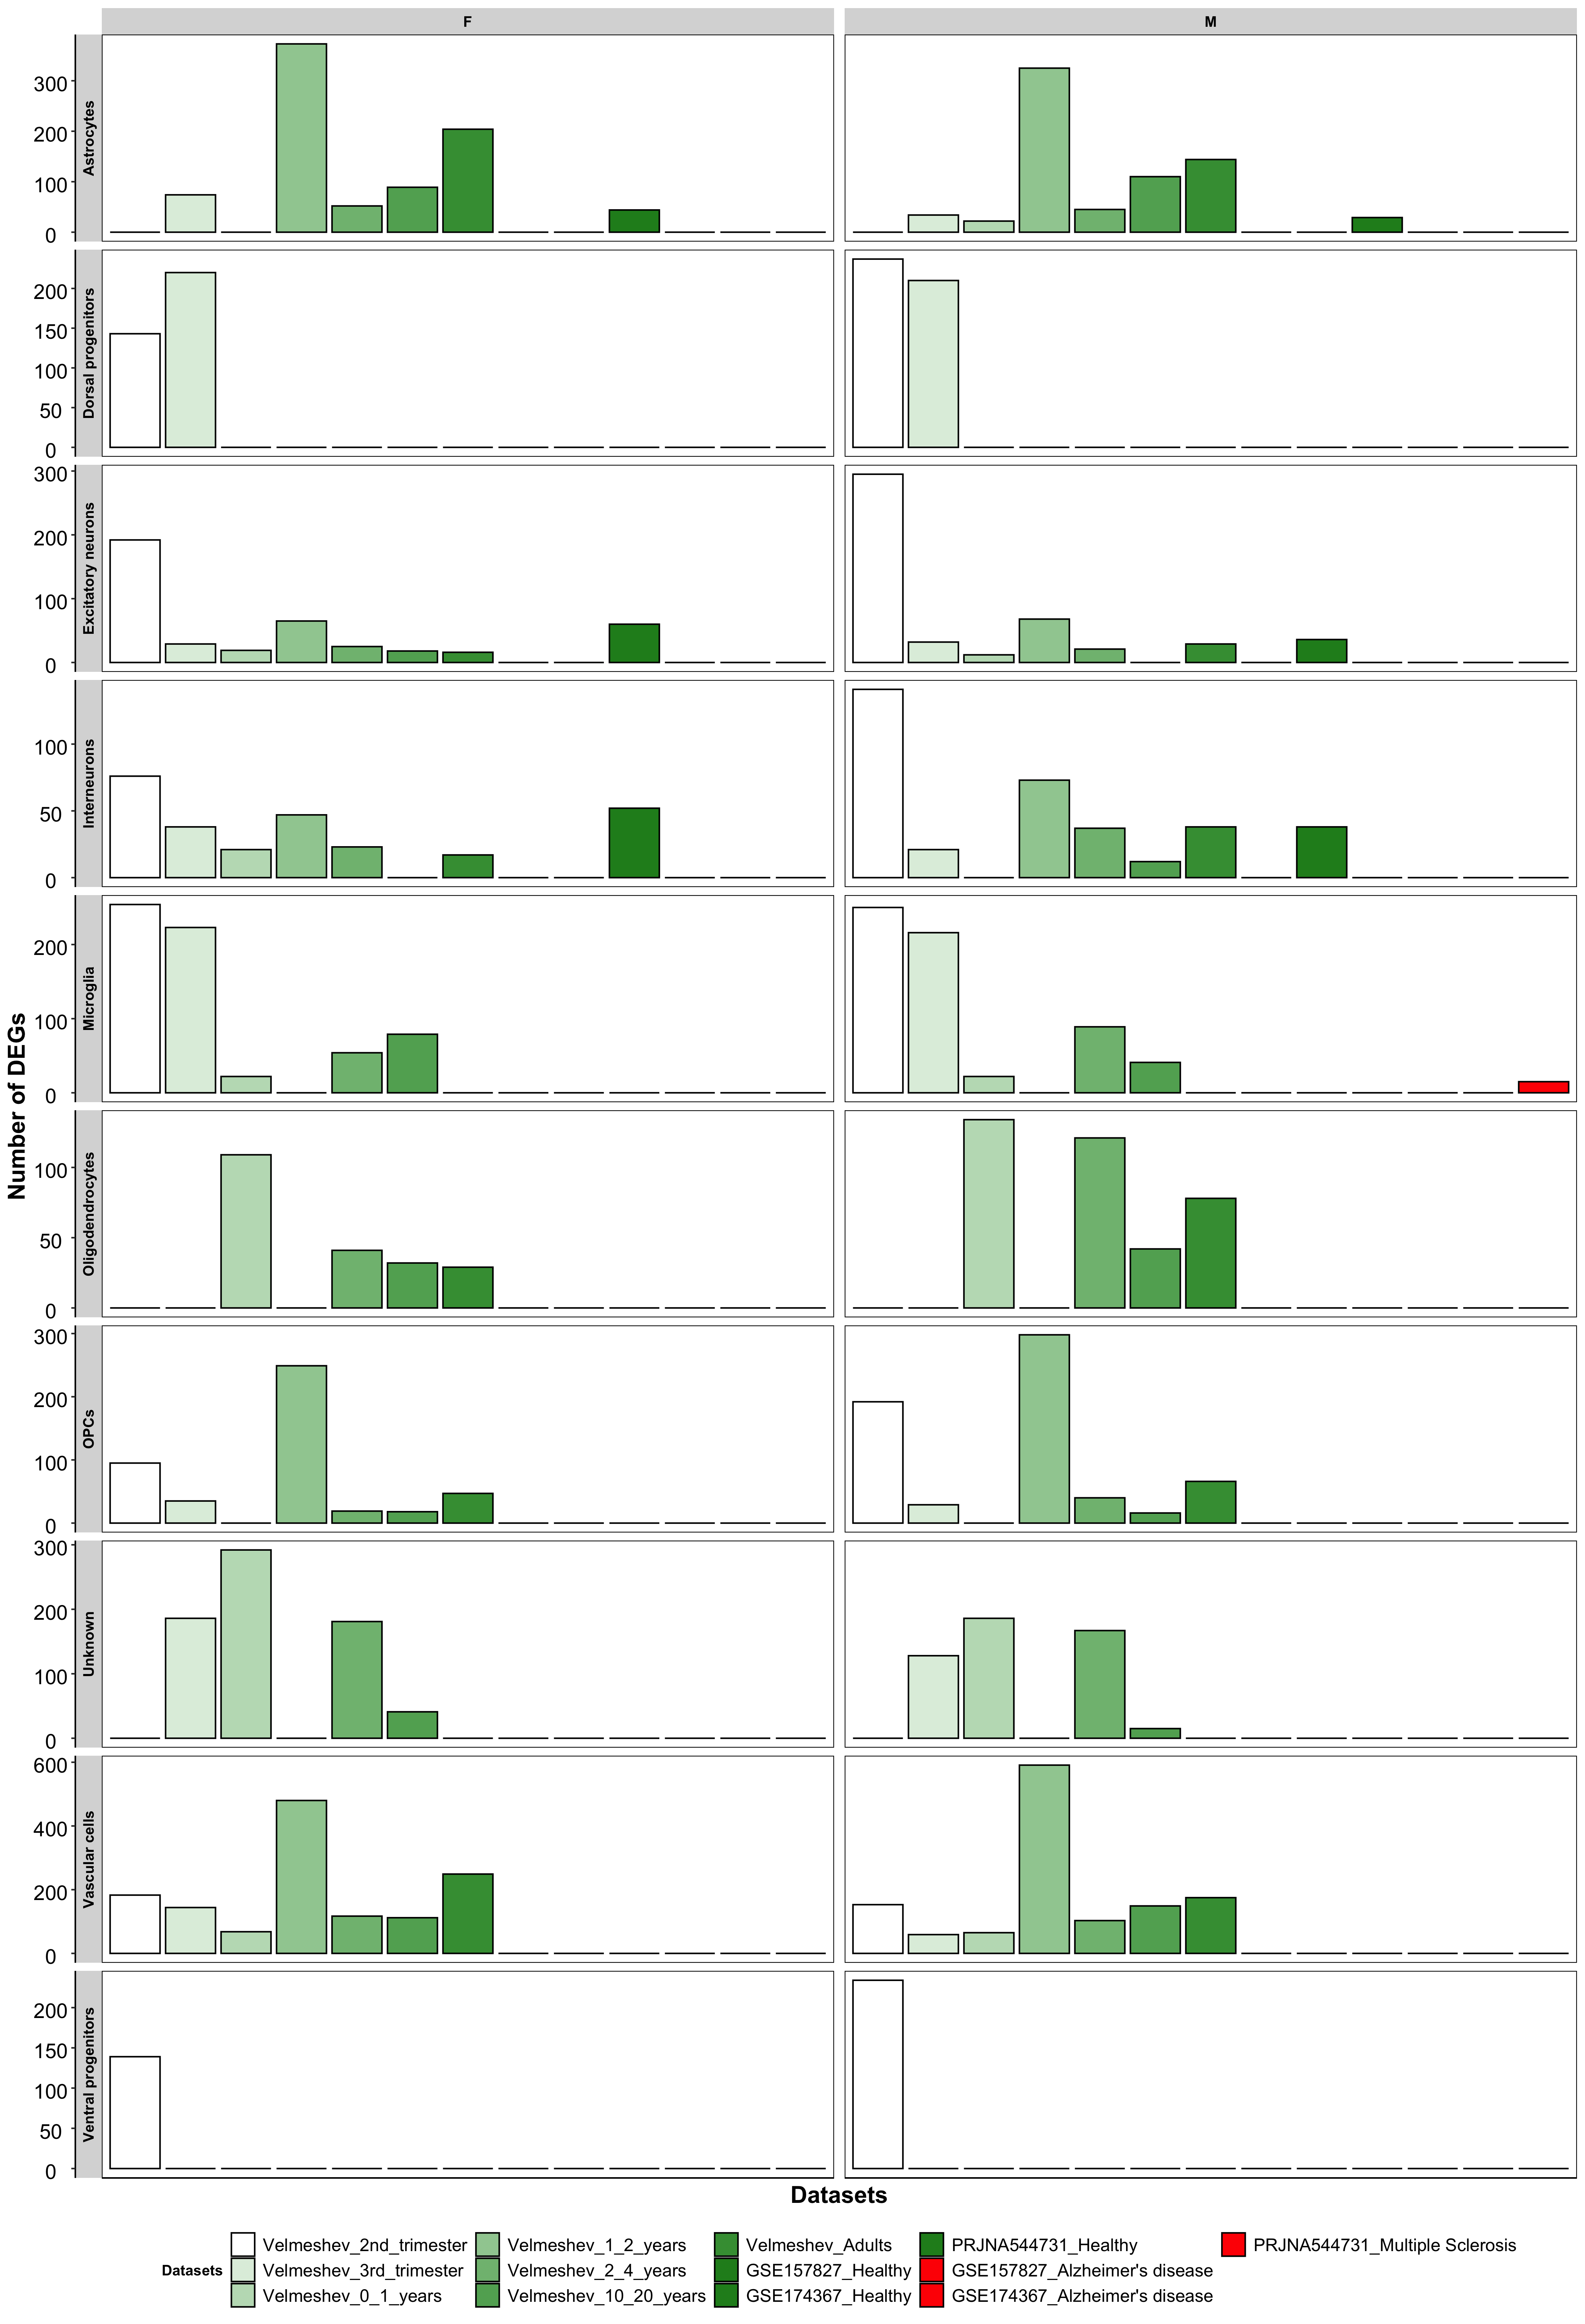 F
M
Number of DEGs
Astrocytes
300
200
100
0
Dorsal progenitors
200
150
100
50
0
Excitatory neurons
300
200
100
0
Interneurons
100
50
0
Microglia
200
100
0
Oligodendrocytes
100
50
0
OPCs
300
200
100
0
Unknown
300
200
100
0
Vascular cells
600
400
200
0
Ventral progenitors
200
150
100
50
0
Datasets
Datasets
Velmeshev_2nd_trimester
Velmeshev_3rd_trimester
Velmeshev_0_1_years
Velmeshev_1_2_years
Velmeshev_2_4_years
Velmeshev_10_20_years
Velmeshev_Adults
GSE157827_Healthy
GSE174367_Healthy
PRJNA544731_Healthy
GSE157827_Alzheimer's disease
GSE174367_Alzheimer's disease
PRJNA544731_Multiple Sclerosis